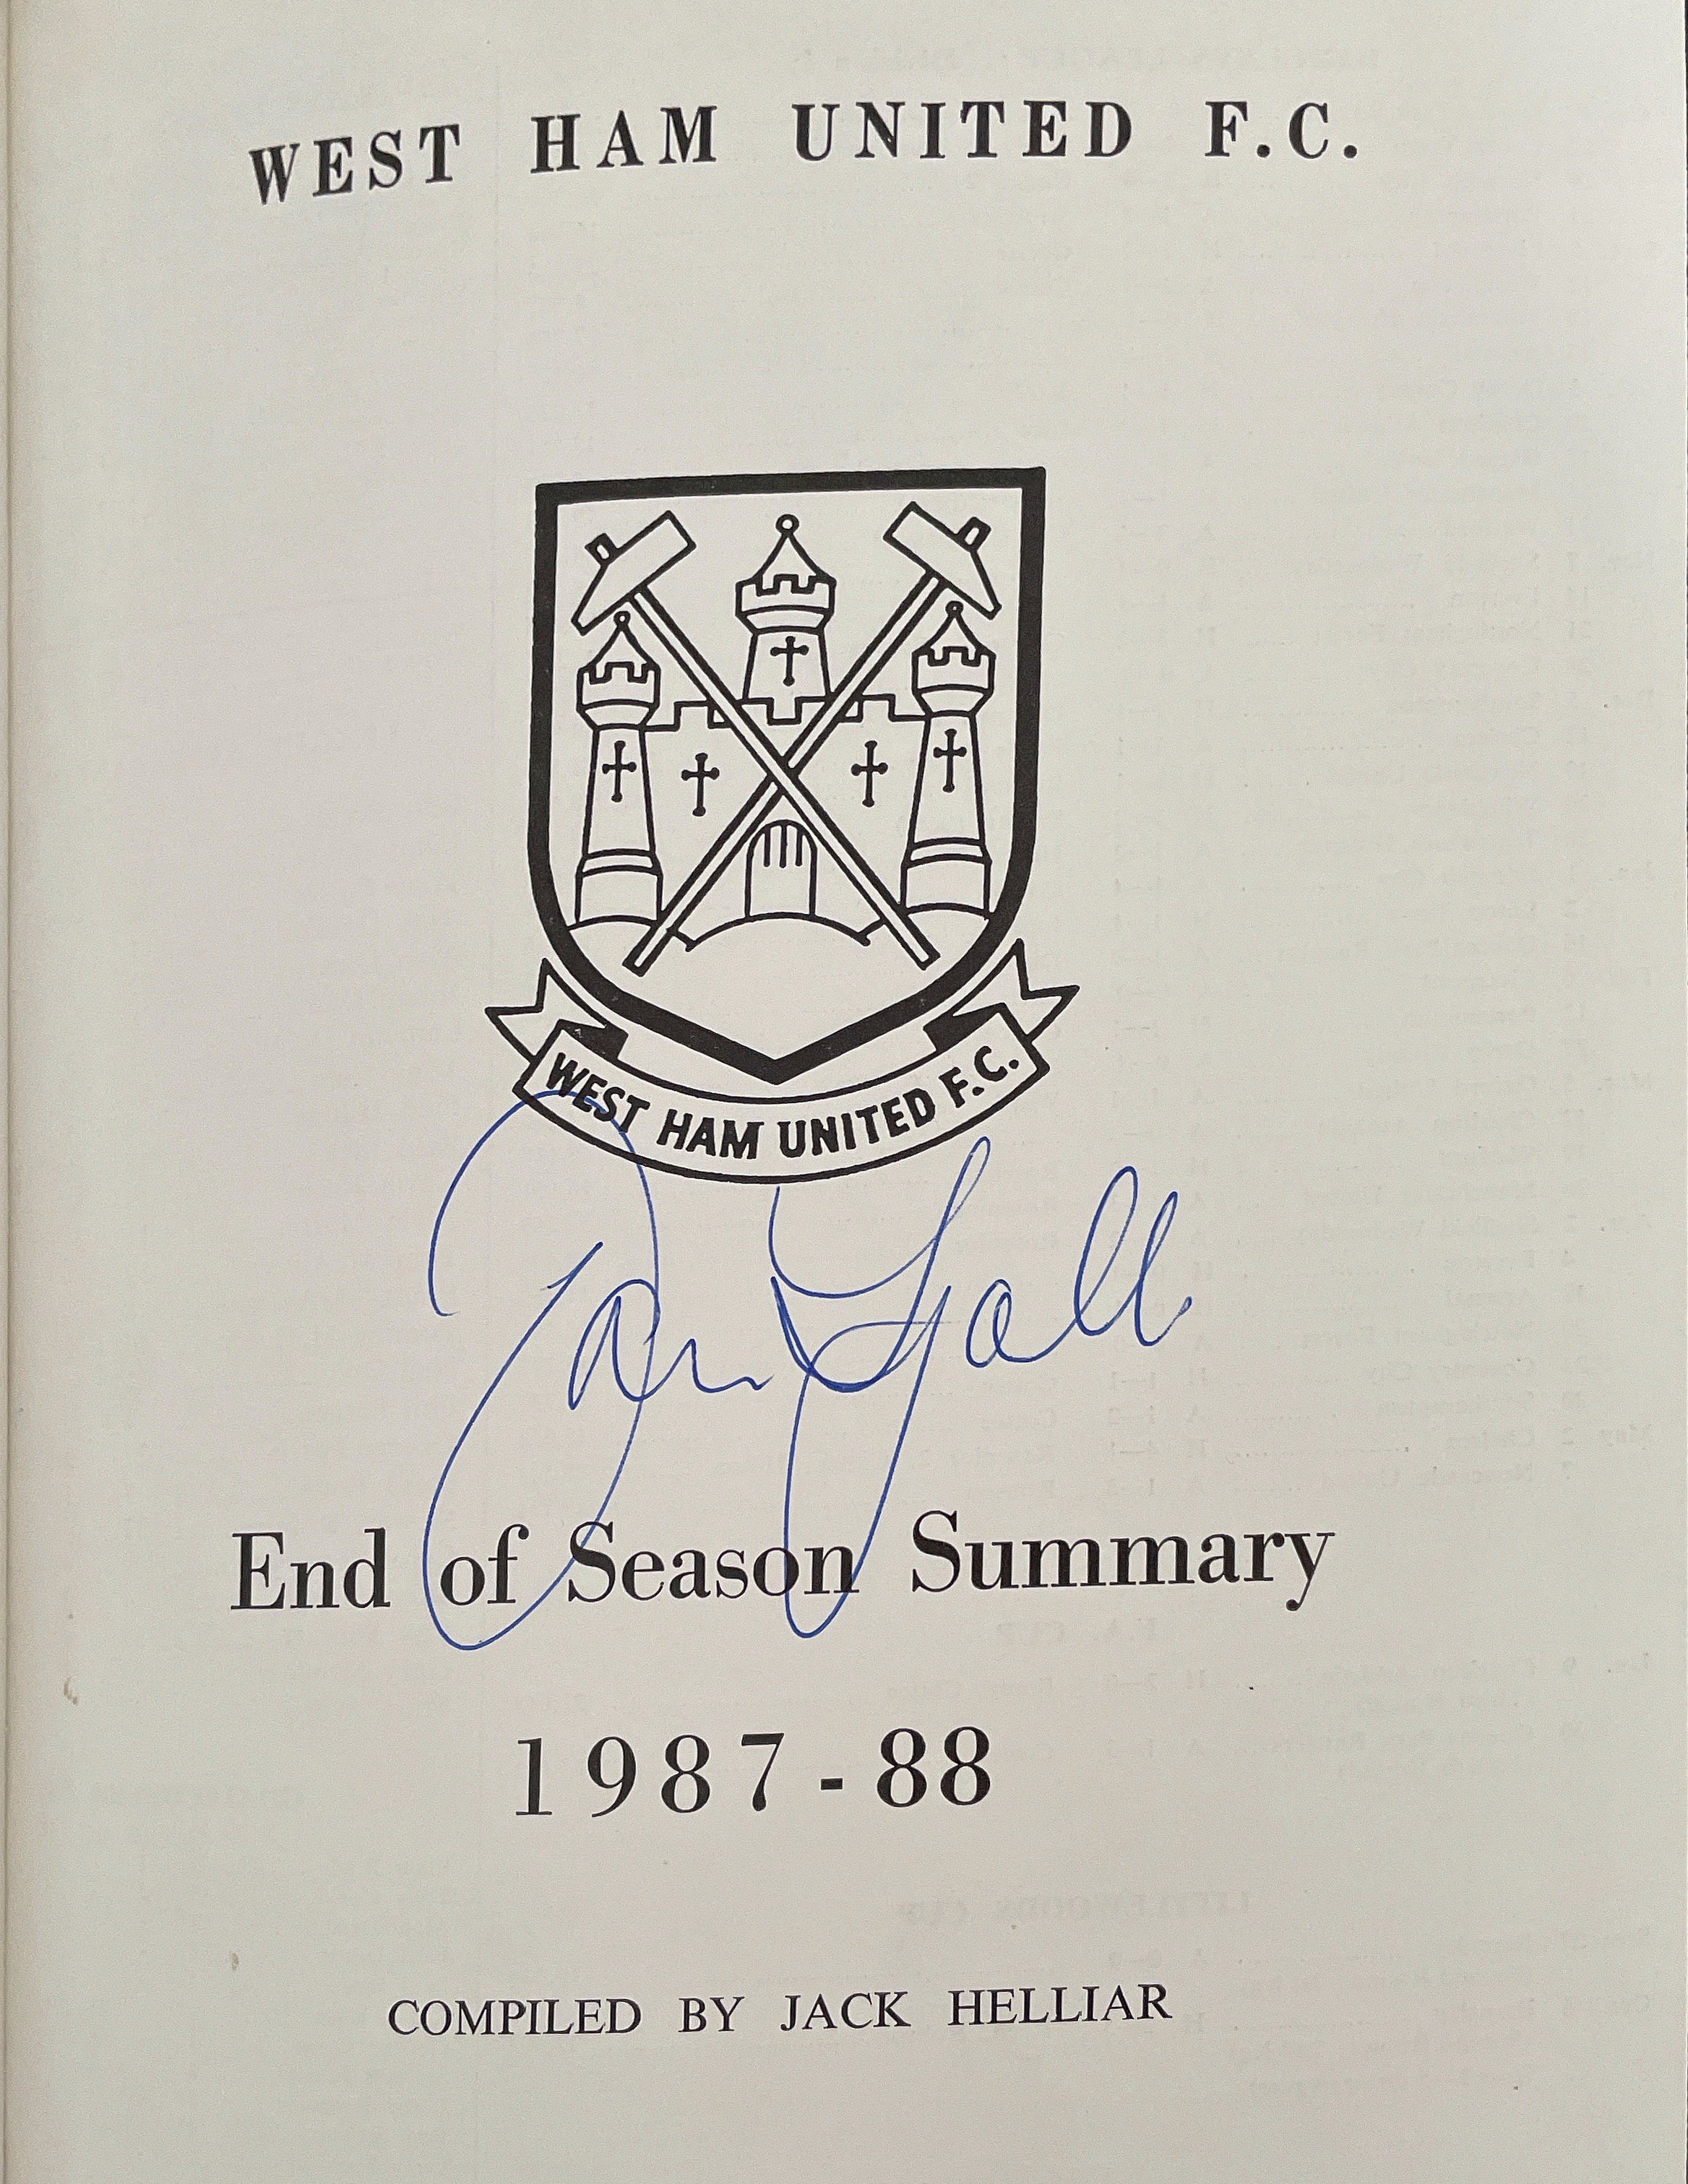 WEST HAM UNITED F.C.
WEST HAM UNITED F.C.
End of Season Summary
1987-88
COMPILED BY JACK HELLIAR